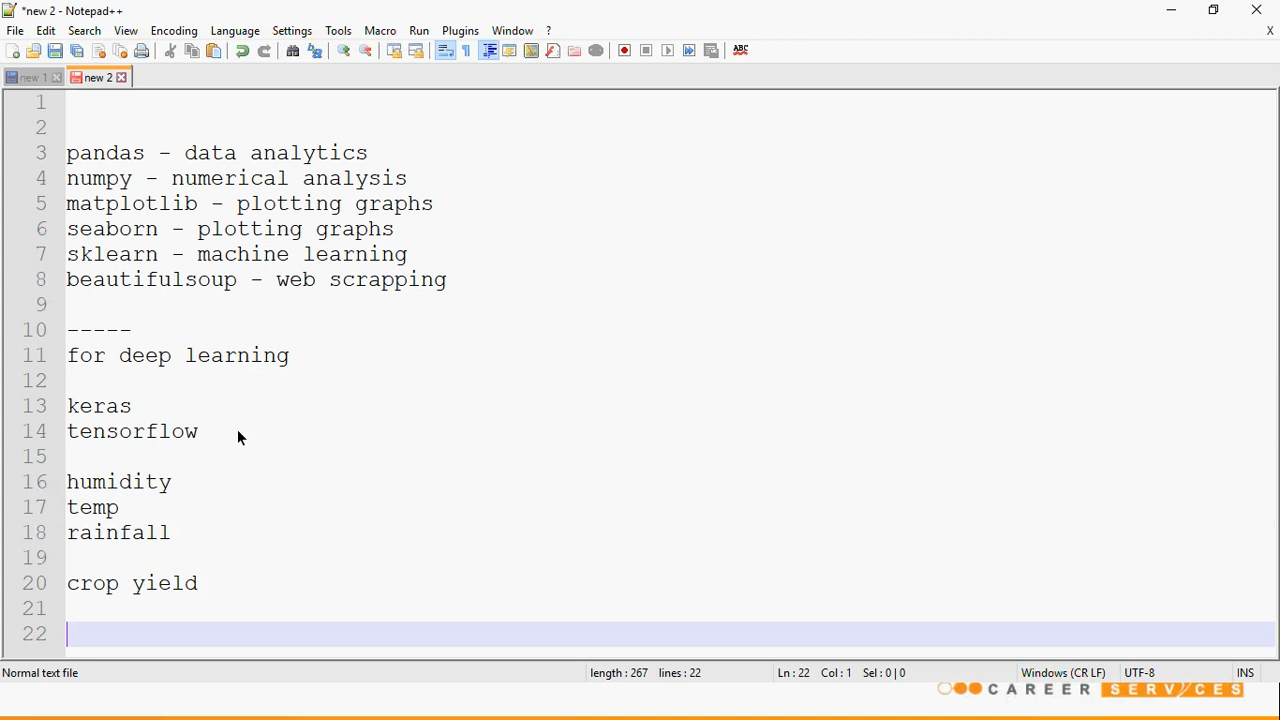 *new 2 - Notepad++
File Edit Search View Encoding Language Settings Tools Macro Run Plugins Window ? X
ABC
new 1 new 2
1
2
3 pandas - data analytics
4 numpy - numerical analysis
5 matplotlib - plotting graphs
6 seaborn - plotting graphs
7 sklearn - machine learning
8 beautifulsoup - web scrapping
9
10 -----
11 for deep learning
12
13 keras
14 tensorflow
15
16 humidity
17 temp
18 rainfall
19
20 crop yield
21
22
Normal text file length : 267 lines : 22 Ln : 22 Col : 1 Sel : 0 | 0 Windows (CR LF) UTF-8 INS
CAREER SERVICES